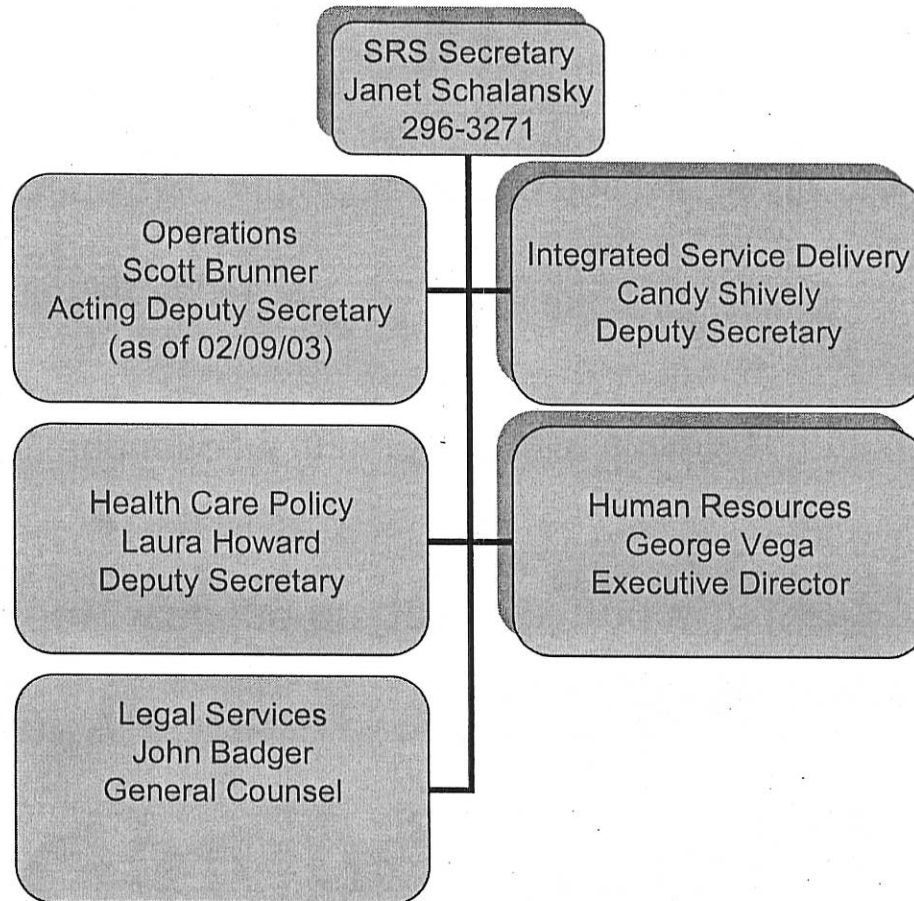 SRS Secretary
Janet Schalansky
296-3271
Operations
Scott Brunner
Acting Deputy Secretary
(as of 02/09/03)
Integrated Service Delivery
Candy Shively
Deputy Secretary
Health Care Policy
Laura Howard
Deputy Secretary
Human Resources
George Vega
Executive Director
Legal Services
John Badger
General Counsel